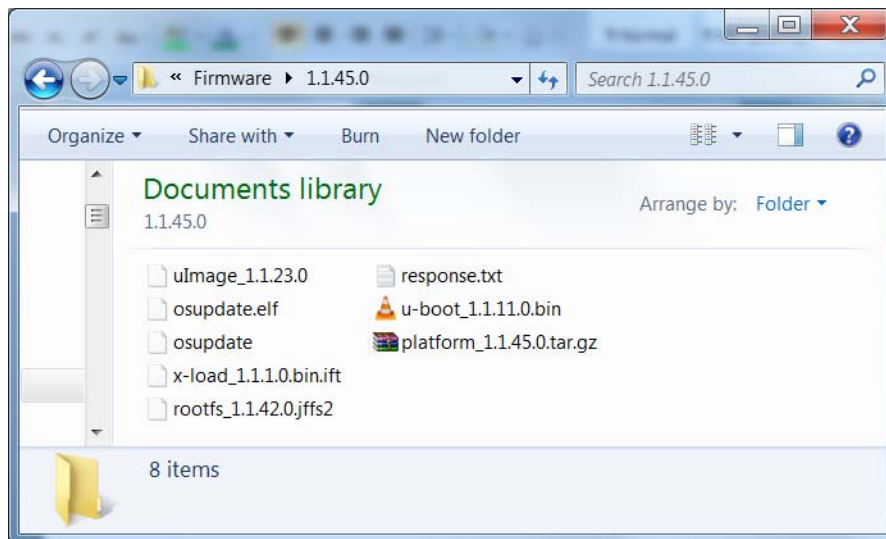 « Firmware ▸ 1.1.45.0
Search 1.1.45.0
Organize ▾ Share with ▾ Burn New folder
Documents library
1.1.45.0
Arrange by: Folder ▾
uImage_1.1.23.0
osupdate.elf
osupdate
x-load_1.1.1.0.bin.ift
rootfs_1.1.42.0.jffs2
response.txt
u-boot_1.1.11.0.bin
platform_1.1.45.0.tar.gz
8 items